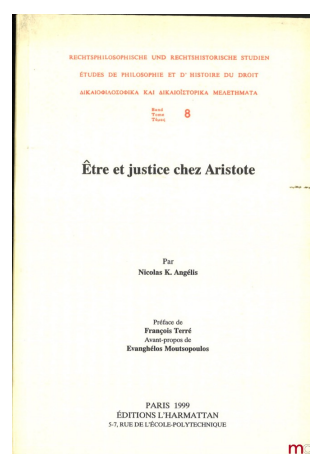 RECHTSPHILOSOPHISCHE UND RECHTSHISTORISCHE STUDIEN
ÉTUDES DE PHILOSOPHIE ET D' HISTOIRE DU DROIT
ΔΙΚΑΙΟΦΙΛΟΣΟΦΙΚΑ ΚΑΙ ΔΙΚΑΙΟΪΣΤΟΡΙΚΑ ΜΕΛΕΤΗΜΑΤΑ
Band
Tome
Τόμος
8
Être et justice chez Aristote
Par
Nicolas K. Angélis
Préface de
François Terré
Avant-propos de
Evanghélos Moutsopoulos
PARIS 1999
ÉDITIONS L'HARMATTAN
5-7, RUE DE L'ÉCOLE-POLYTECHNIQUE